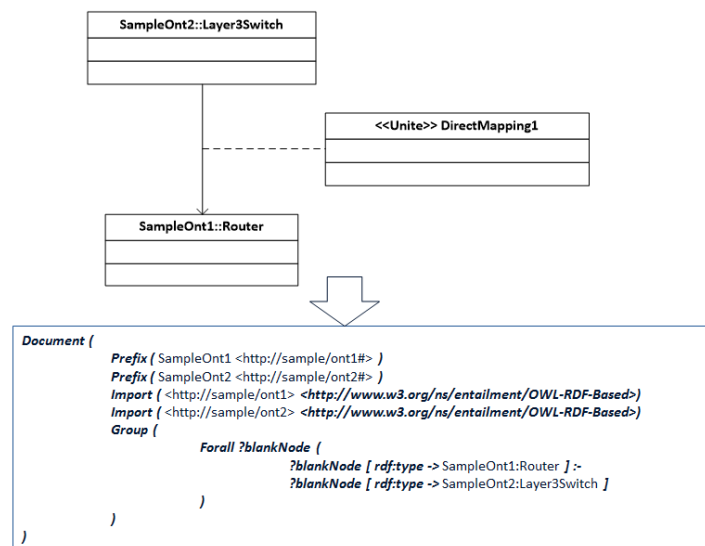 SampleOnt2::Layer3Switch
<<Unite>> DirectMapping1
SampleOnt1::Router
Document (
Prefix ( SampleOnt1 <http://sample/ont1#> )
Prefix ( SampleOnt2 <http://sample/ont2#> )
Import ( <http://sample/ont1> <http://www.w3.org/ns/entailment/OWL-RDF-Based>)
Import ( <http://sample/ont2> <http://www.w3.org/ns/entailment/OWL-RDF-Based>)
Group (
Forall ?blankNode (
?blankNode [ rdf:type -> SampleOnt1:Router ] :-
?blankNode [ rdf:type -> SampleOnt2:Layer3Switch ]
)
)
)